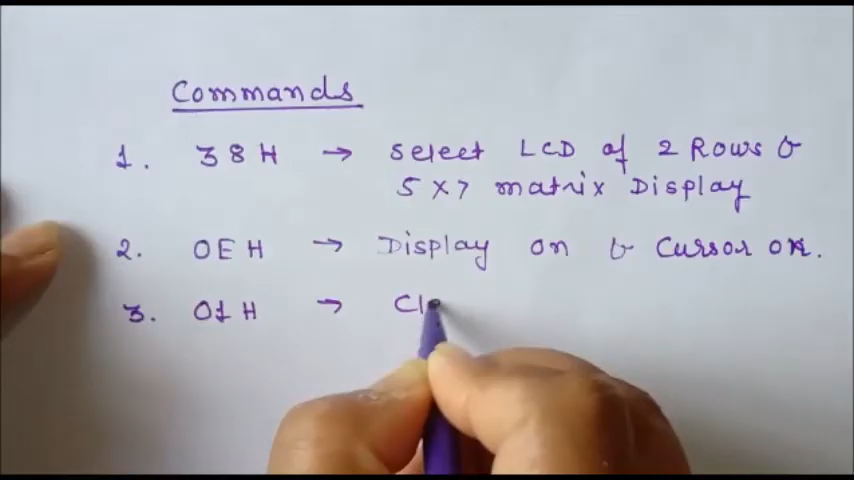 Commands
1. 38H → Select LCD of 2 Rows &
5x7 matrix Display
2. 0EH → Display on & Cursor on.
3. 01H → Cl